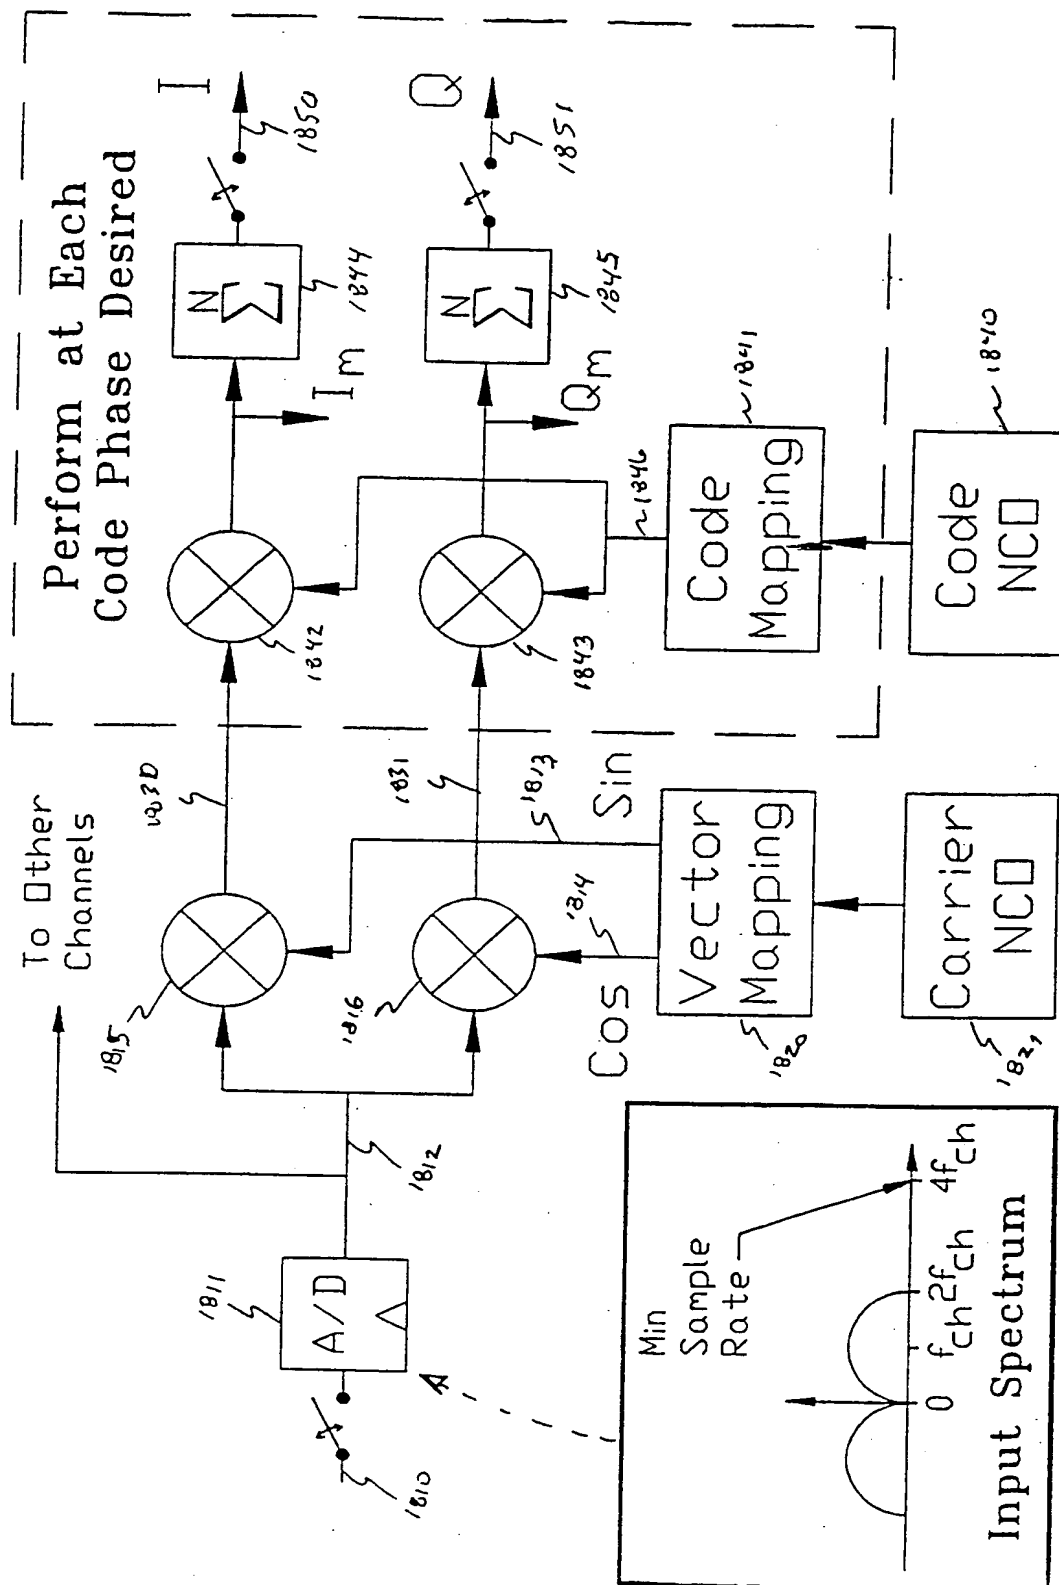 Perform at Each
Code Phase Desired
To Other
Channels
1810
1811
A/D
1812
1815
1816
1830
1831
1842
1843
I
m
Q
m
N
Σ
1844
N
Σ
1845
I
1850
Q
1851
Cos
1814
Sin
1813
Vector
Mapping
1820
Carrier
NCO
1821
1846
Code
Mapping
1841
Code
NCO
1840
Min
Sample
Rate
0
fch
2fch
4fch
Input Spectrum